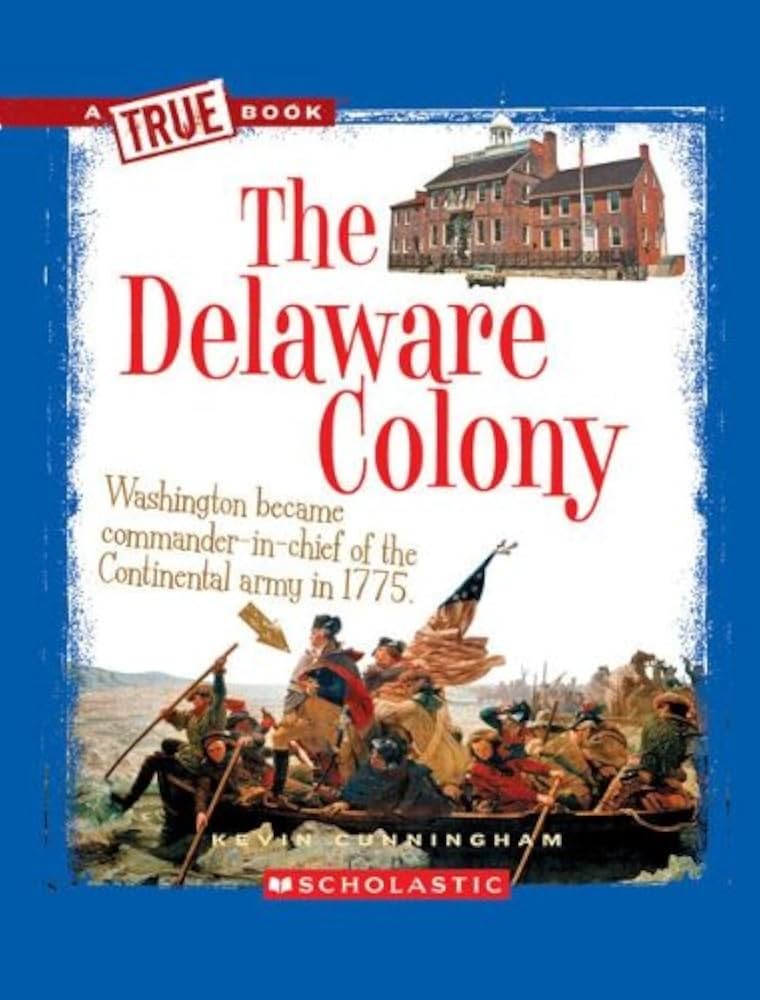 A TRUE BOOK
The
Delaware
Colony
Washington became
commander-in-chief of the
Continental army in 1775.
KEVIN CUNNINGHAM
SCHOLASTIC